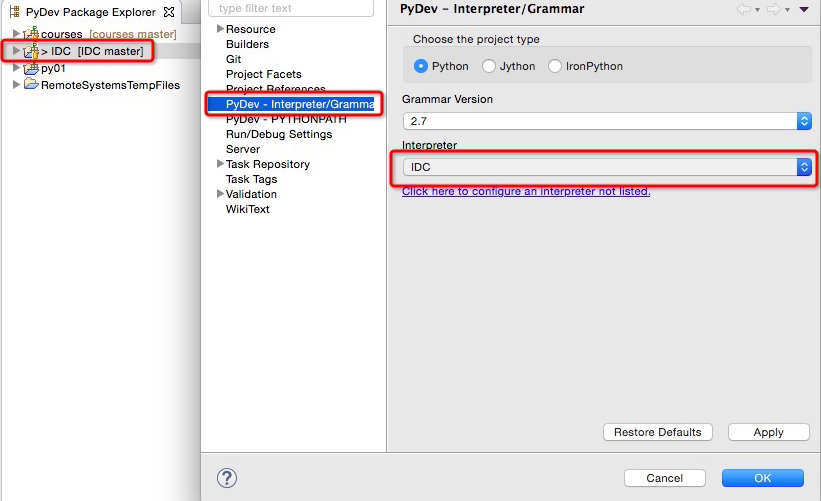 PyDev Package Explorer
courses [courses master]
> IDC [IDC master]
py01
RemoteSystemsTempFiles
type filter text
Resource
Builders
Git
Project Facets
Project References
PyDev - Interpreter/Gramma
PyDev - PYTHONPATH
Run/Debug Settings
Server
Task Repository
Task Tags
Validation
WikiText
PyDev - Interpreter/Grammar
Choose the project type
Python Jython IronPython
Grammar Version
2.7
Interpreter
IDC
Click here to configure an interpreter not listed.
Restore Defaults Apply
? Cancel OK